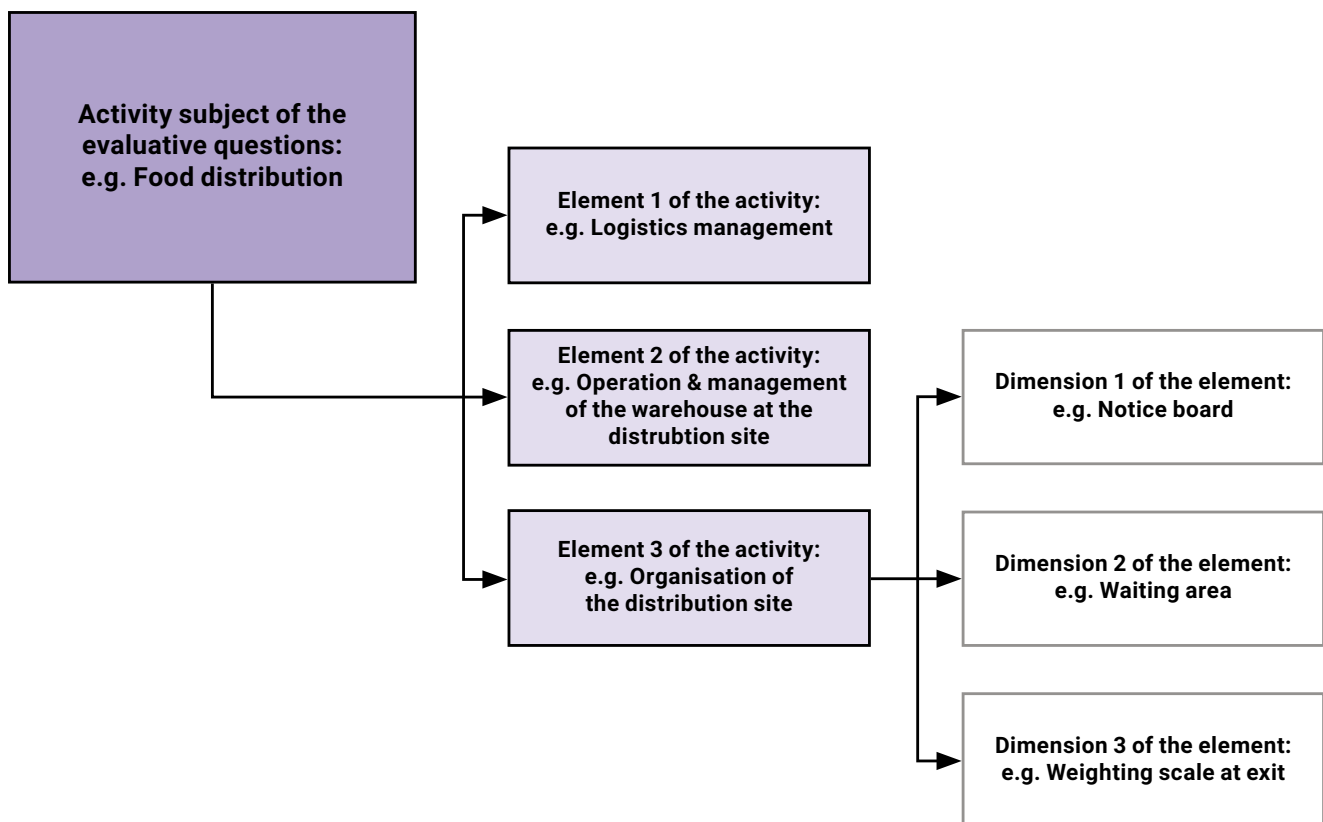 Activity subject of the
evaluative questions:
e.g. Food distribution
Element 1 of the activity:
e.g. Logistics management
Element 2 of the activity:
e.g. Operation & management
of the warehouse at the
distrubtion site
Element 3 of the activity:
e.g. Organisation of
the distribution site
Dimension 1 of the element:
e.g. Notice board
Dimension 2 of the element:
e.g. Waiting area
Dimension 3 of the element:
e.g. Weighting scale at exit